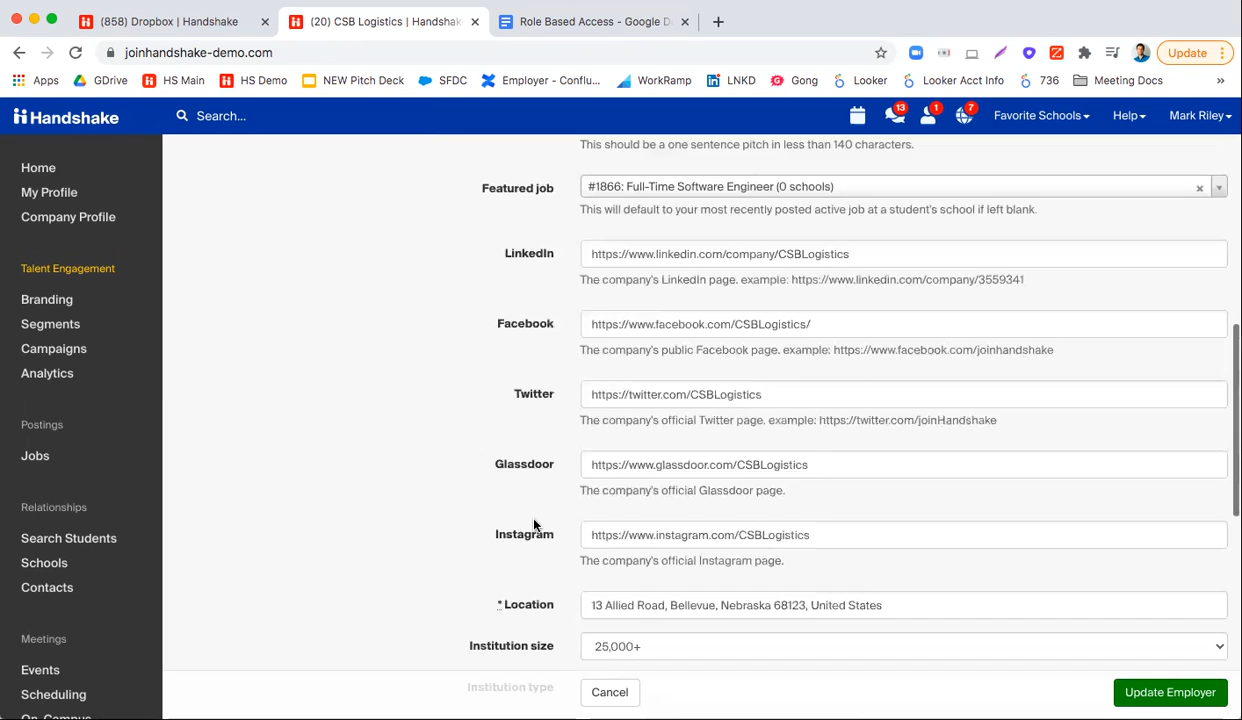 (858) Dropbox | Handshake
(20) CSB Logistics | Handshake
Role Based Access - Google D
joinhandshake-demo.com
Update
Apps
GDrive
HS Main
HS Demo
NEW Pitch Deck
SFDC
Employer - Conflu...
WorkRamp
LNKD
Gong
Looker
Looker Acct Info
736
Meeting Docs
»
Handshake
Search...
13
1
7
Favorite Schools
Help
Mark Riley
Home
My Profile
Company Profile
Talent Engagement
Branding
Segments
Campaigns
Analytics
Postings
Jobs
Relationships
Search Students
Schools
Contacts
Meetings
Events
Scheduling
On-Campus
This should be a one sentence pitch in less than 140 characters.
Featured job
#1866: Full-Time Software Engineer (0 schools)
This will default to your most recently posted active job at a student's school if left blank.
LinkedIn
https://www.linkedin.com/company/CSBLogistics
The company's LinkedIn page. example: https://www.linkedin.com/company/3559341
Facebook
https://www.facebook.com/CSBLogistics/
The company's public Facebook page. example: https://www.facebook.com/joinhandshake
Twitter
https://twitter.com/CSBLogistics
The company's official Twitter page. example: https://twitter.com/joinHandshake
Glassdoor
https://www.glassdoor.com/CSBLogistics
The company's official Glassdoor page.
Instagram
https://www.instagram.com/CSBLogistics
The company's official Instagram page.
* Location
13 Allied Road, Bellevue, Nebraska 68123, United States
Institution size
25,000+
Institution type
Cancel
Update Employer